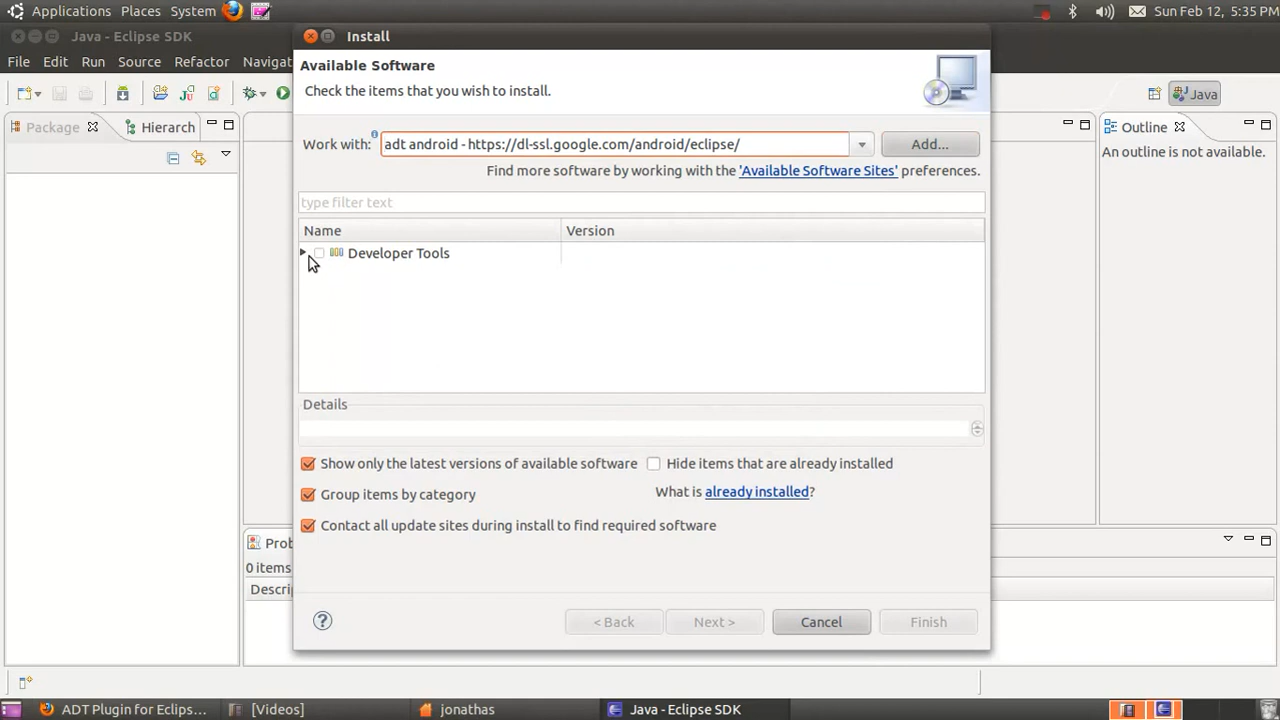 Applications Places System Sun Feb 12, 5:35 PM
Java - Eclipse SDK Install
File Edit Run Source Refactor Navigat
Available Software
Check the items that you wish to install.
Java
Work with: adt android - https://dl-ssl.google.com/android/eclipse/ Add...
Package Hierarch Outline
An outline is not available.
Find more software by working with the 'Available Software Sites' preferences.
type filter text
Name Version
Developer Tools
Details
Show only the latest versions of available software Hide items that are already installed
Group items by category What is already installed?
Contact all update sites during install to find required software
Prob
0 items
Descri
? < Back Next > Cancel Finish
ADT Plugin for Eclips... [Videos] jonathas Java - Eclipse SDK